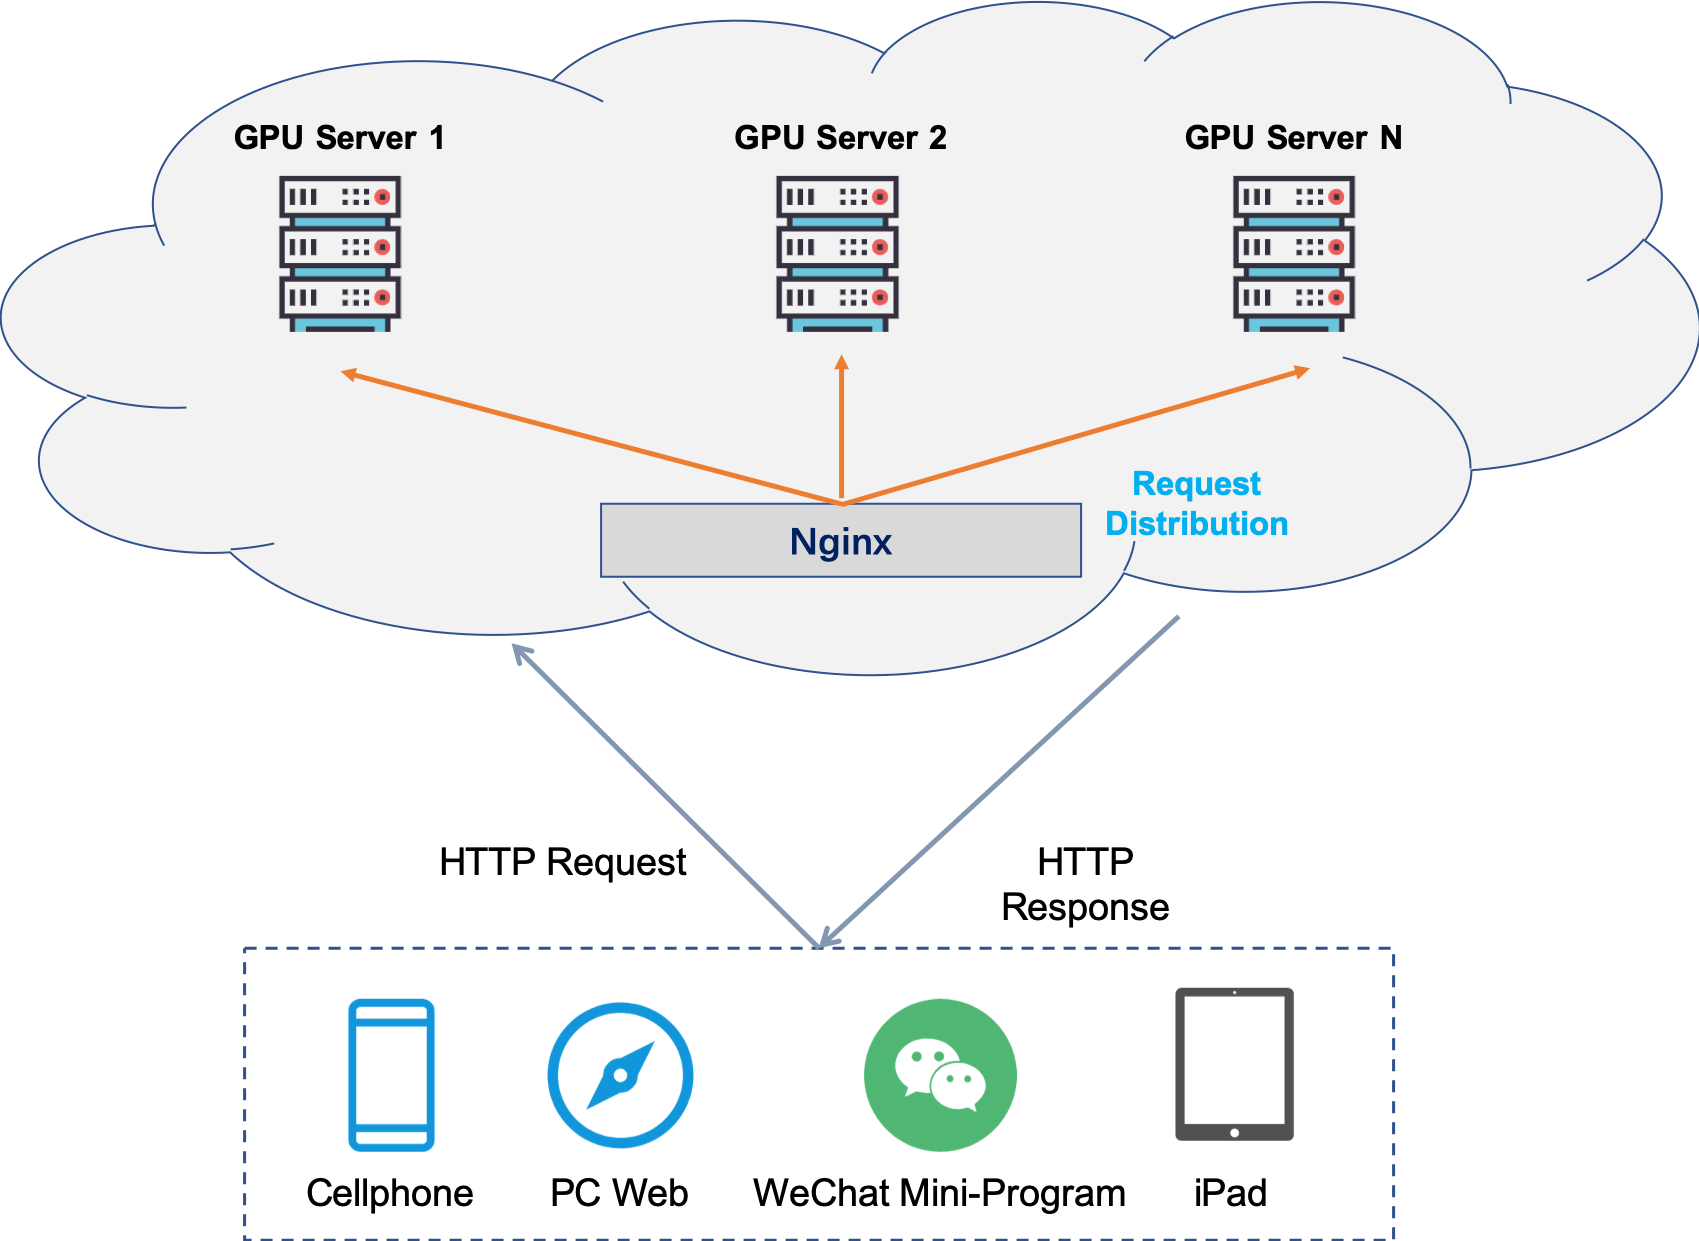 GPU Server 1
GPU Server 2
GPU Server N
Request
Distribution
Nginx
HTTP Request
HTTP
Response
Cellphone
PC Web
WeChat Mini-Program
iPad